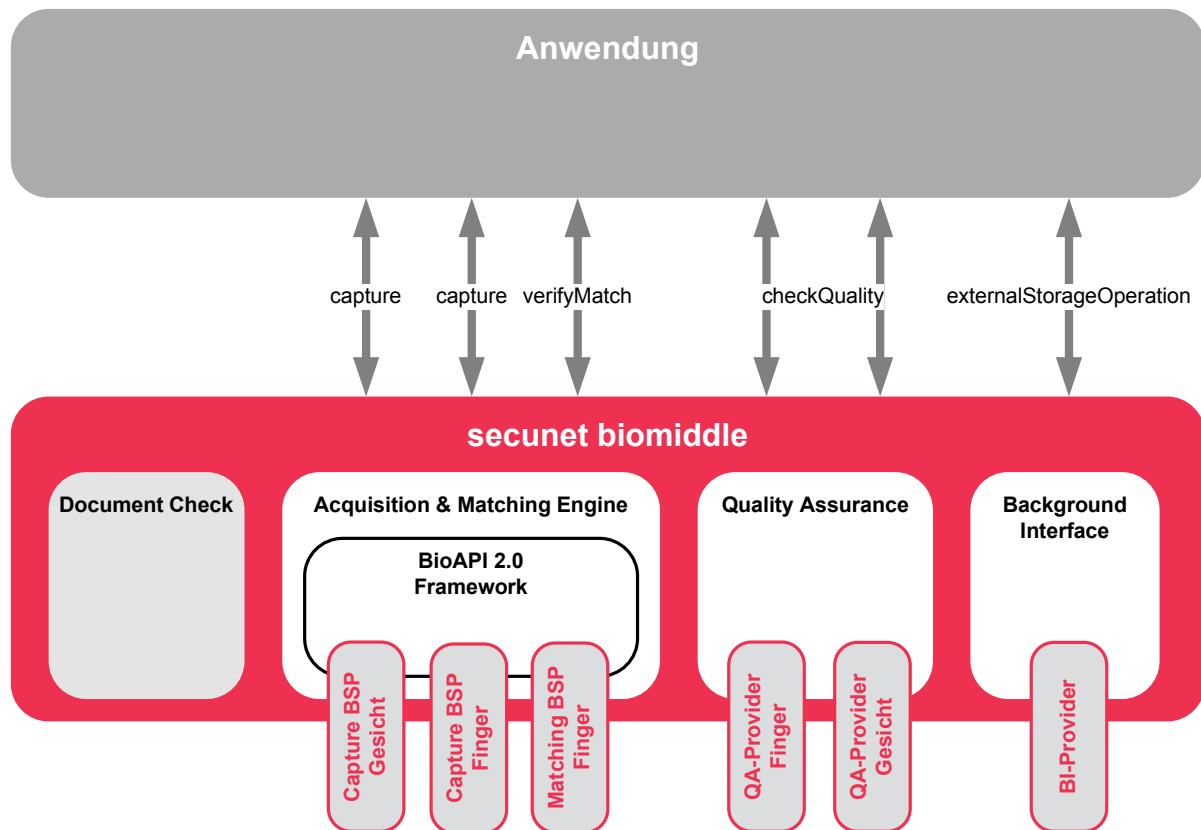 Anwendung
capture
capture
verifyMatch
checkQuality
externalStorageOperation
secunet biomiddle
Document Check
Acquisition & Matching Engine
Quality Assurance
Background
Interface
BioAPI 2.0
Framework
Capture BSP
Gesicht
Capture BSP
Finger
Matching BSP
Finger
QA-Provider
Finger
QA-Provider
Gesicht
BI-Provider